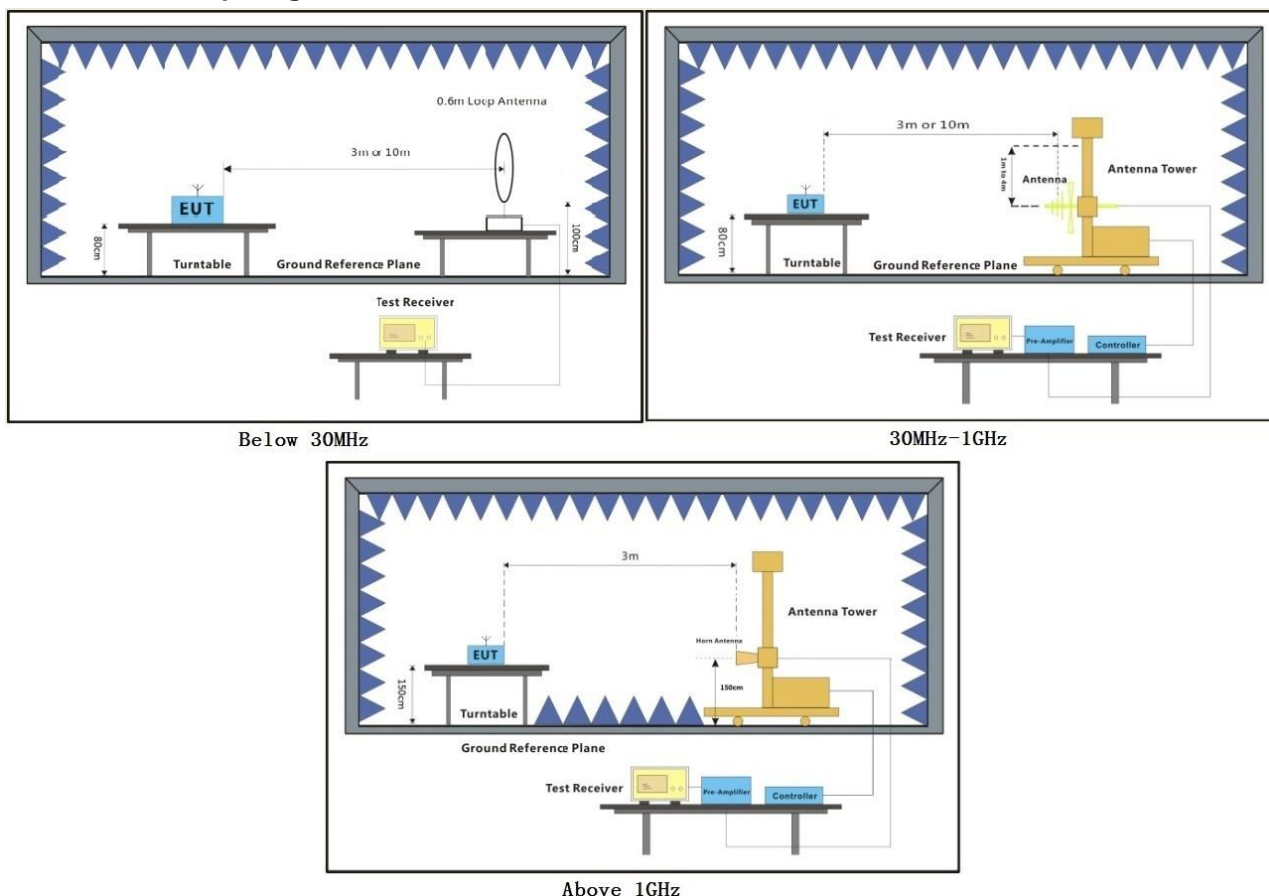 0.6m Loop Antenna
3m or 10m
EUT
80cm
100cm
Turntable
Ground Reference Plane
Test Receiver
Below 30MHz
3m or 10m
1m to 4m
Antenna
Antenna Tower
EUT
80cm
Turntable
Ground Reference Plane
Test Receiver
Pre-Amplifier
Controller
30MHz-1GHz
3m
Antenna Tower
Horn Antenna
EUT
150cm
150cm
Turntable
Ground Reference Plane
Test Receiver
Pre-Amplifier
Controller
Above 1GHz